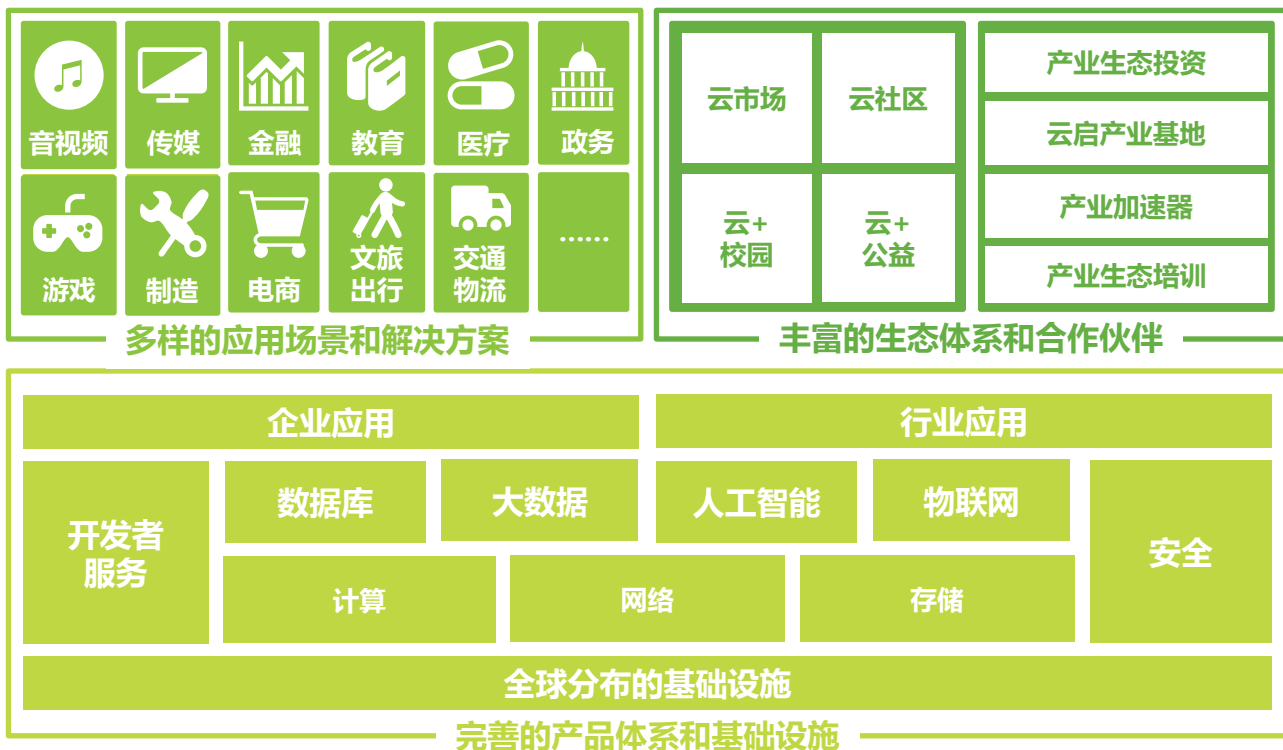 音视频
传媒
金融
教育
医疗
政务
游戏
制造
电商
文旅
出行
交通
物流
......
多样的应用场景和解决方案
云市场
云社区
云+
校园
云+
公益
产业生态投资
云启产业基地
产业加速器
产业生态培训
丰富的生态体系和合作伙伴
企业应用
行业应用
开发者
服务
数据库
大数据
人工智能
物联网
安全
计算
网络
存储
全球分布的基础设施
完善的产品体系和基础设施